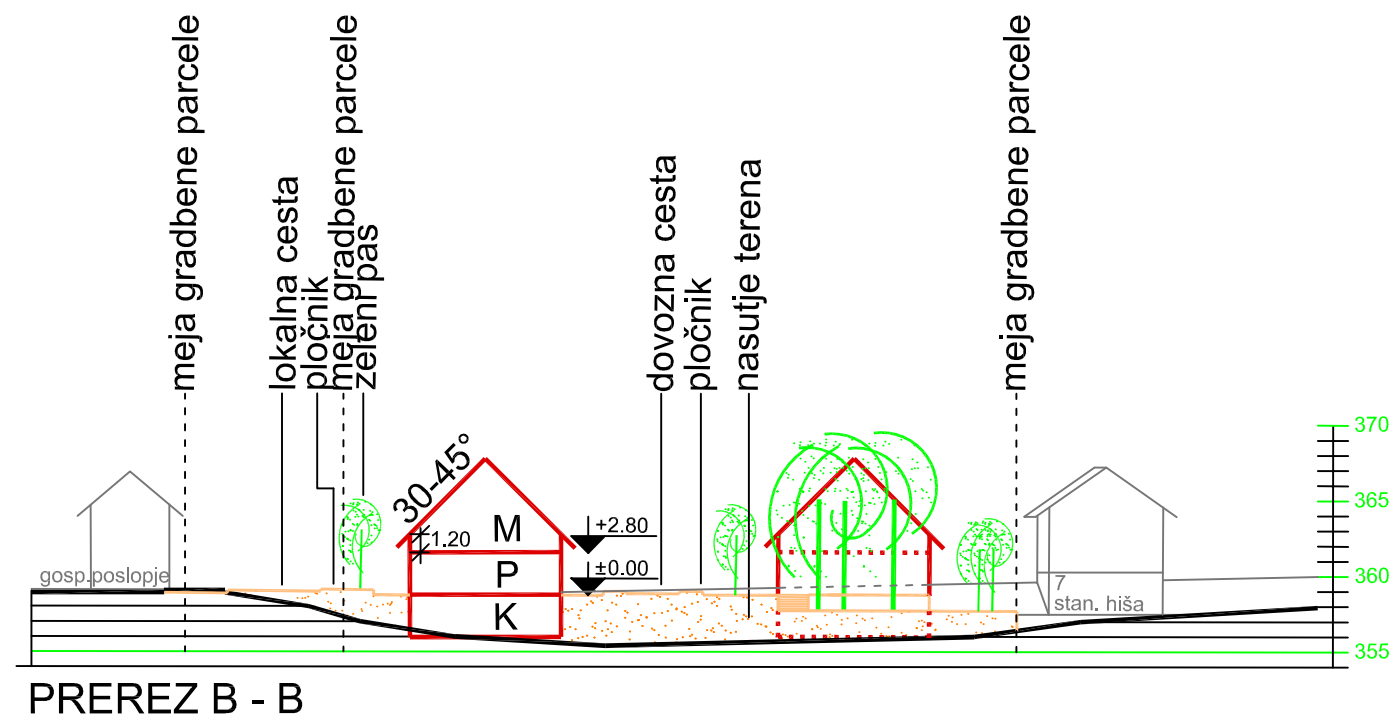 meja gradbene parcele
lokalna cesta
pločnik
meja gradbene parcele
zeleni pas
dovozna cesta
pločnik
nasutje terena
meja gradbene parcele
30-45°
370
365
360
355
M
1.20
+2.80
P
±0.00
K
gosp.poslopje
7
stan. hiša
PREREZ B - B